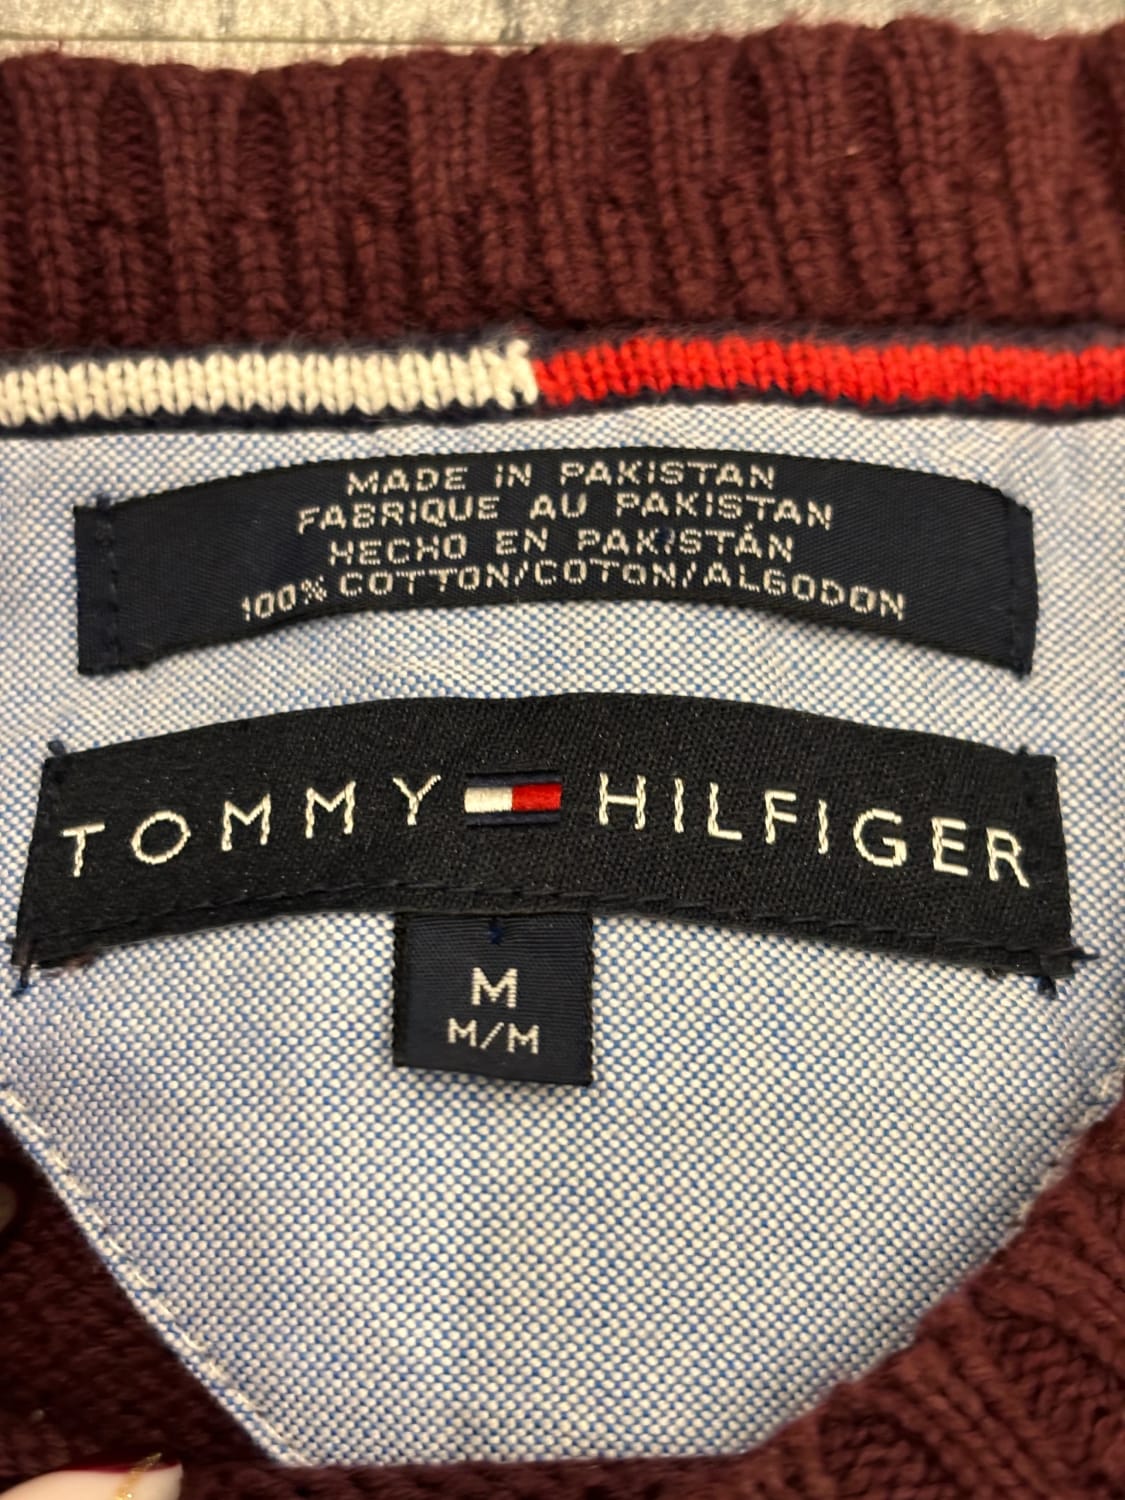 MADE IN PAKISTAN
FABRIQUE AU PAKISTAN
HECHO EN PAKISTÁN
100% COTTON/COTON/ALGODON
TOMMY HILFIGER
M
M/M